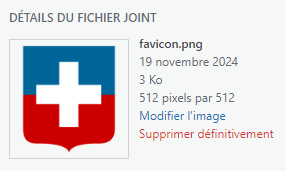 DÉTAILS DU FICHIER JOINT
favicon.png
19 novembre 2024
3 Ko
512 pixels par 512
Modifier l'image
Supprimer définitivement